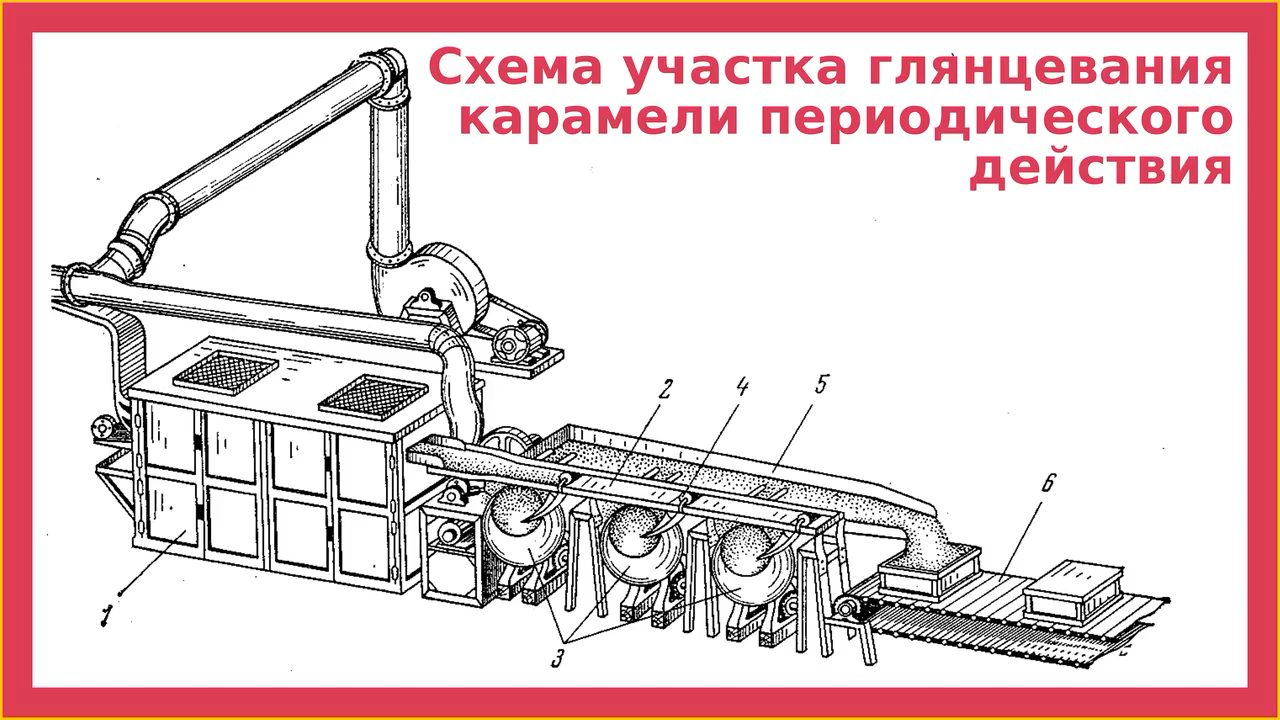 Схема участка глянцевания
карамели периодического
действия
2 4 5
6
1
3